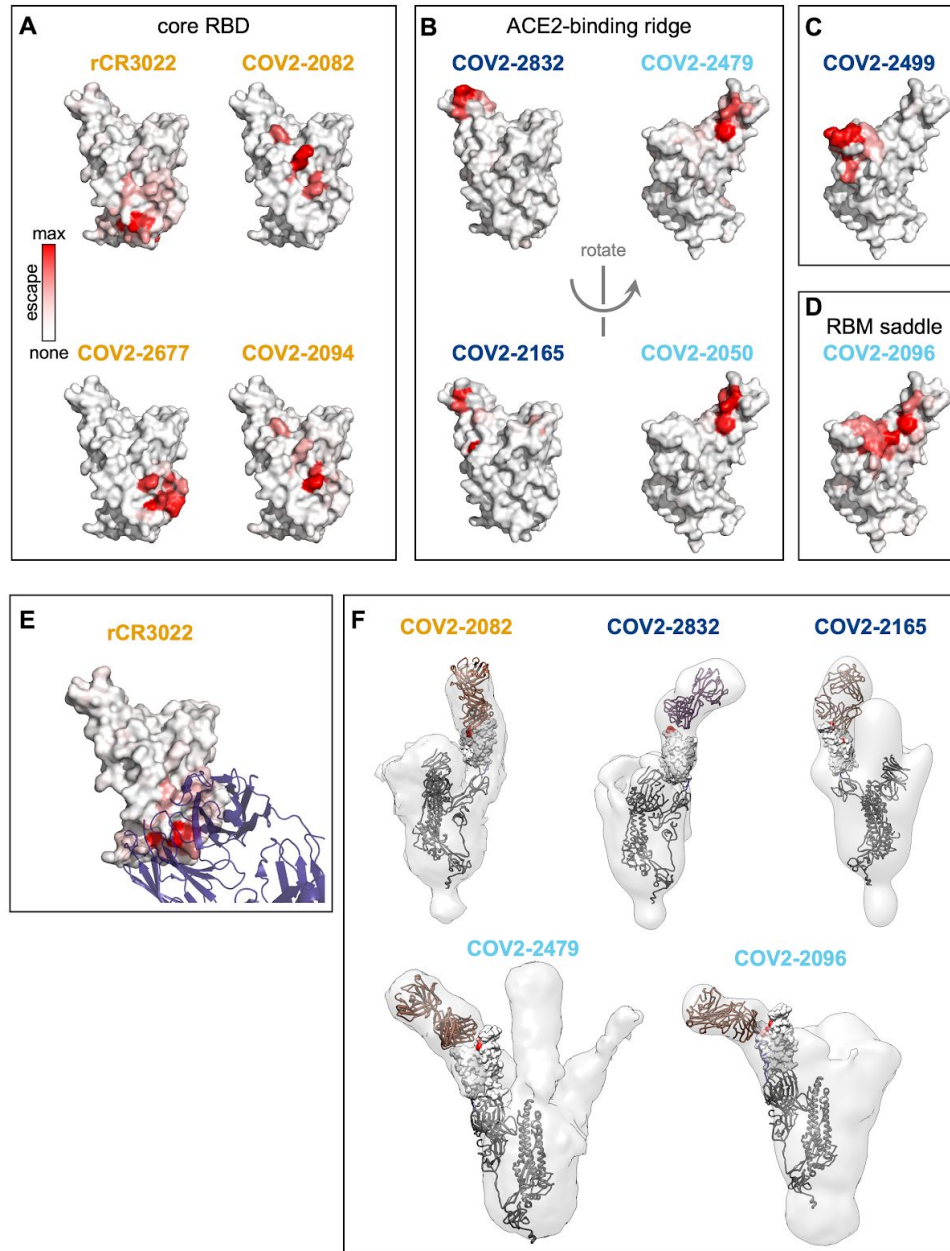 A
core RBD
rCR3022
COV2-2082
max
escape
none
COV2-2677
COV2-2094
B
ACE2-binding ridge
COV2-2832
COV2-2479
rotate
COV2-2165
COV2-2050
C
COV2-2499
D
RBM saddle
COV2-2096
E
rCR3022
F
COV2-2082
COV2-2832
COV2-2165
COV2-2479
COV2-2096